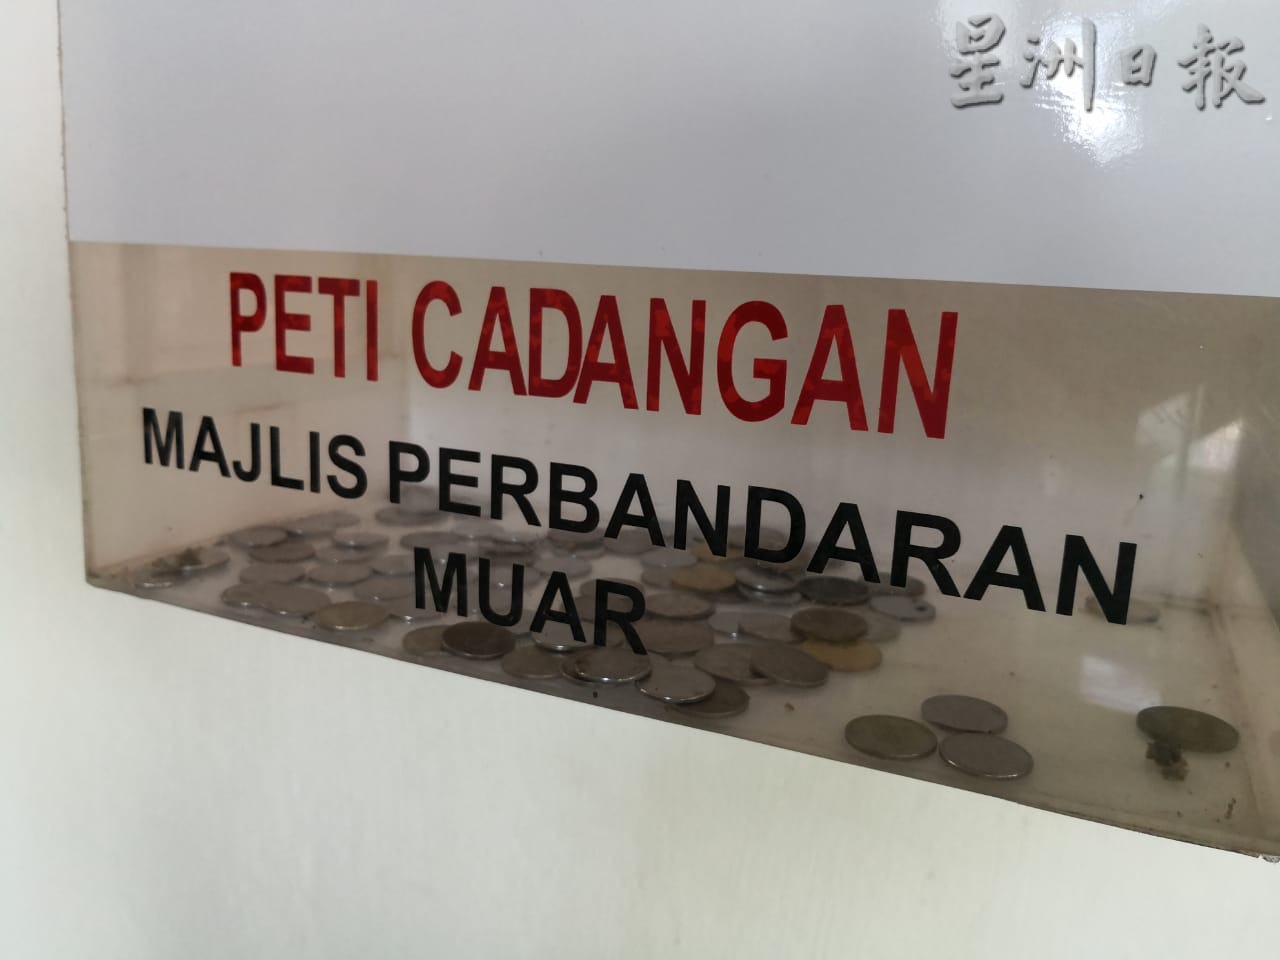 星洲日報
PETI CADANGAN
MAJLIS PERBANDARAN
MUAR